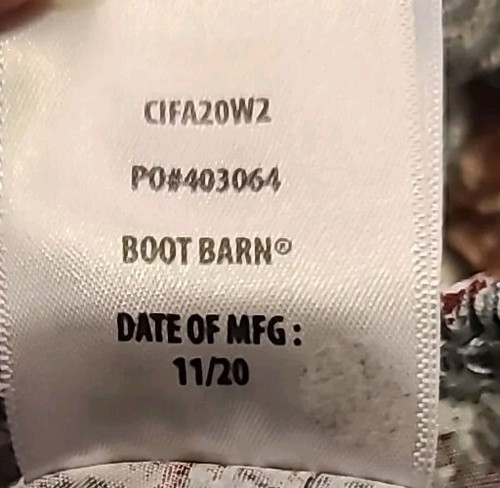 CIFA20W2
PO#403064
BOOT BARN®
DATE OF MFG :
11/20